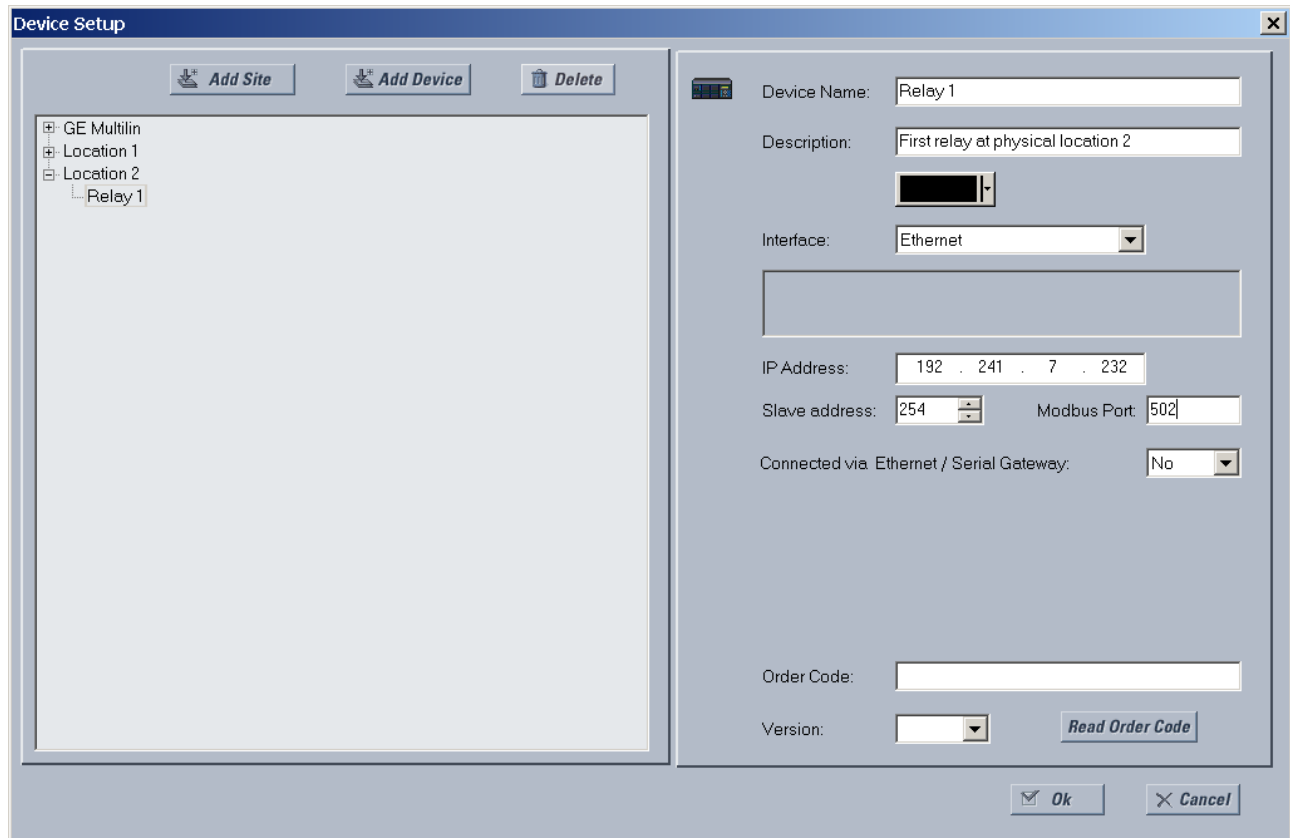 Device Setup
Add Site Add Device Delete
GE Multilin
Location 1
Location 2
Relay 1
Device Name: Relay 1
Description: First relay at physical location 2
Interface: Ethernet
IP Address: 192 . 241 . 7 . 232
Slave address: 254 Modbus Port: 502
Connected via Ethernet / Serial Gateway: No
Order Code:
Version: Read Order Code
Ok Cancel